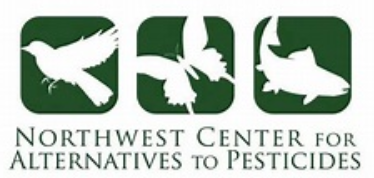 NORTHWEST CENTER FOR
ALTERNATIVES TO PESTICIDES